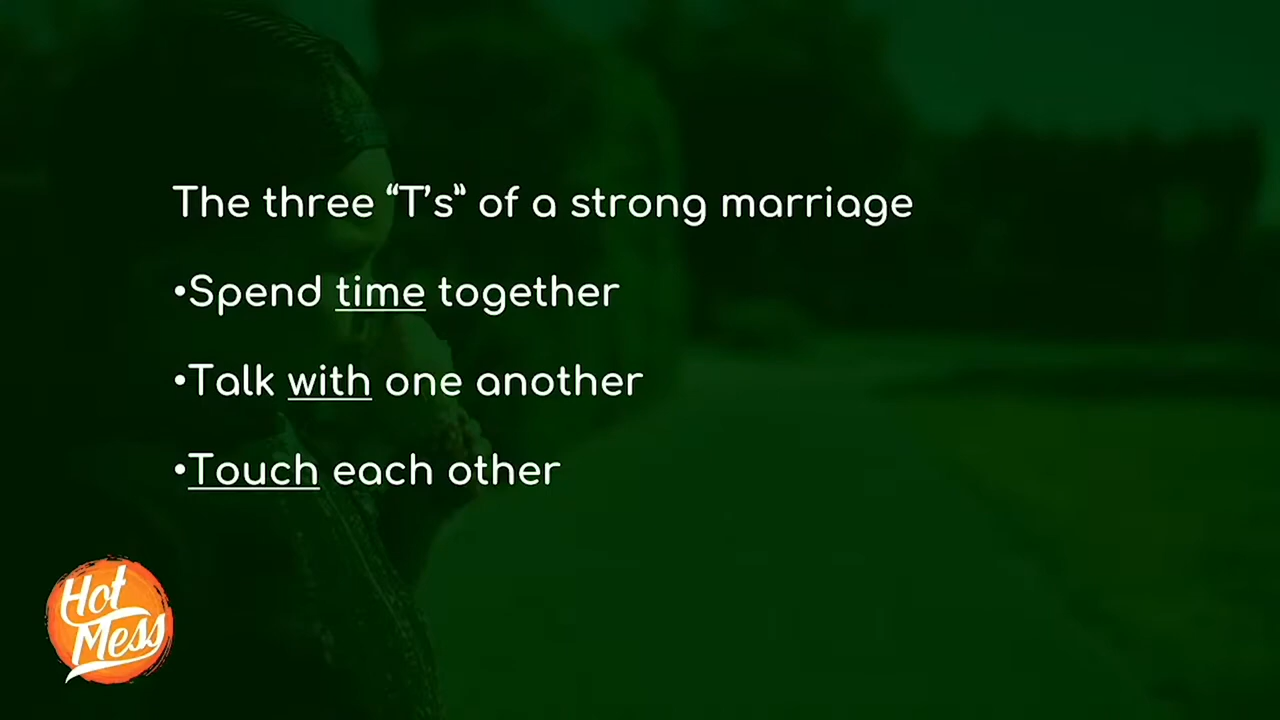 The three “T’s” of a strong marriage
•Spend time together
•Talk with one another
•Touch each other
Hot
Mess